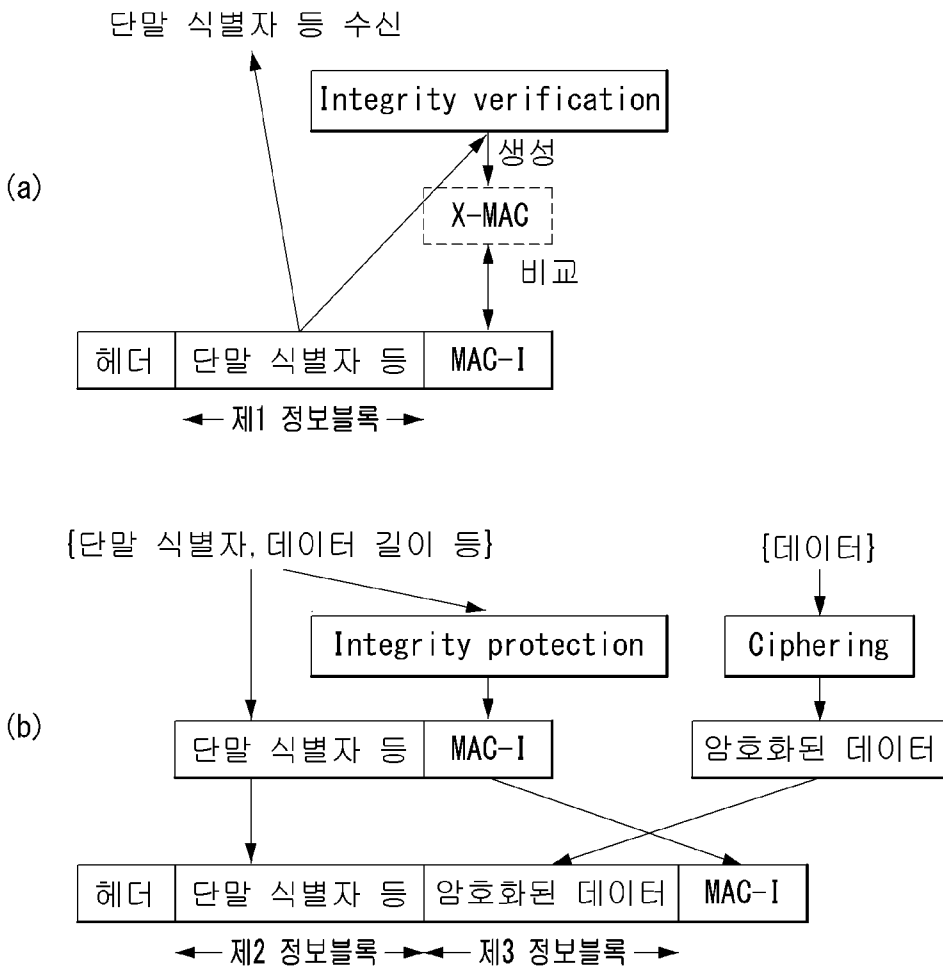 단말 식별자 등 수신
Integrity verification
생성
(a)
X-MAC
비교
헤더 단말 식별자 등 MAC-I
제1 정보블록
{단말 식별자, 데이터 길이 등} {데이터}
Integrity protection Ciphering
(b)
단말 식별자 등 MAC-I 암호화된 데이터
헤더 단말 식별자 등 암호화된 데이터 MAC-I
제2 정보블록 제3 정보블록